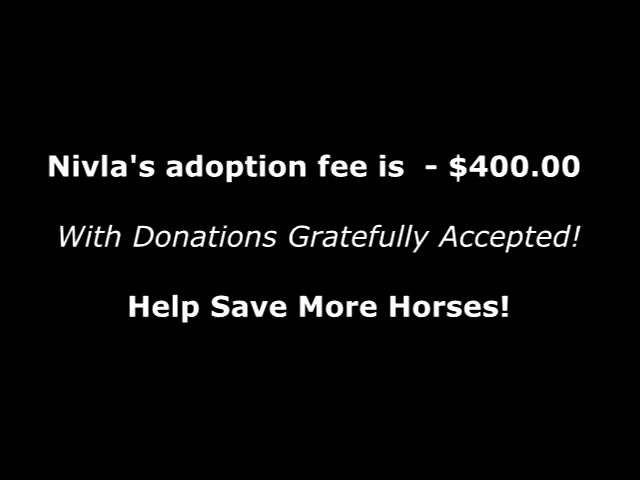 Nivla's adoption fee is  - $400.00
With Donations Gratefully Accepted!
Help Save More Horses!